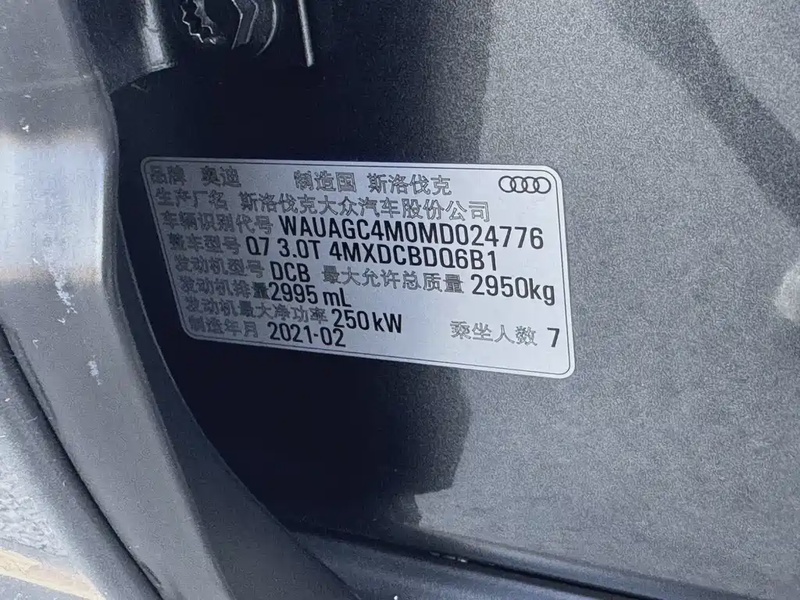 品牌 奥迪 制造国 斯洛伐克
生产厂名 斯洛伐克大众汽车股份公司
车辆识别代号 WAUAGC4M0MD024776
整车型号 Q7 3.0T 4MXDCBDQ6B1
发动机型号 DCB 最大允许总质量 2950kg
发动机排量 2995 mL
发动机最大净功率 250 kW 乘坐人数 7
制造年月 2021-02